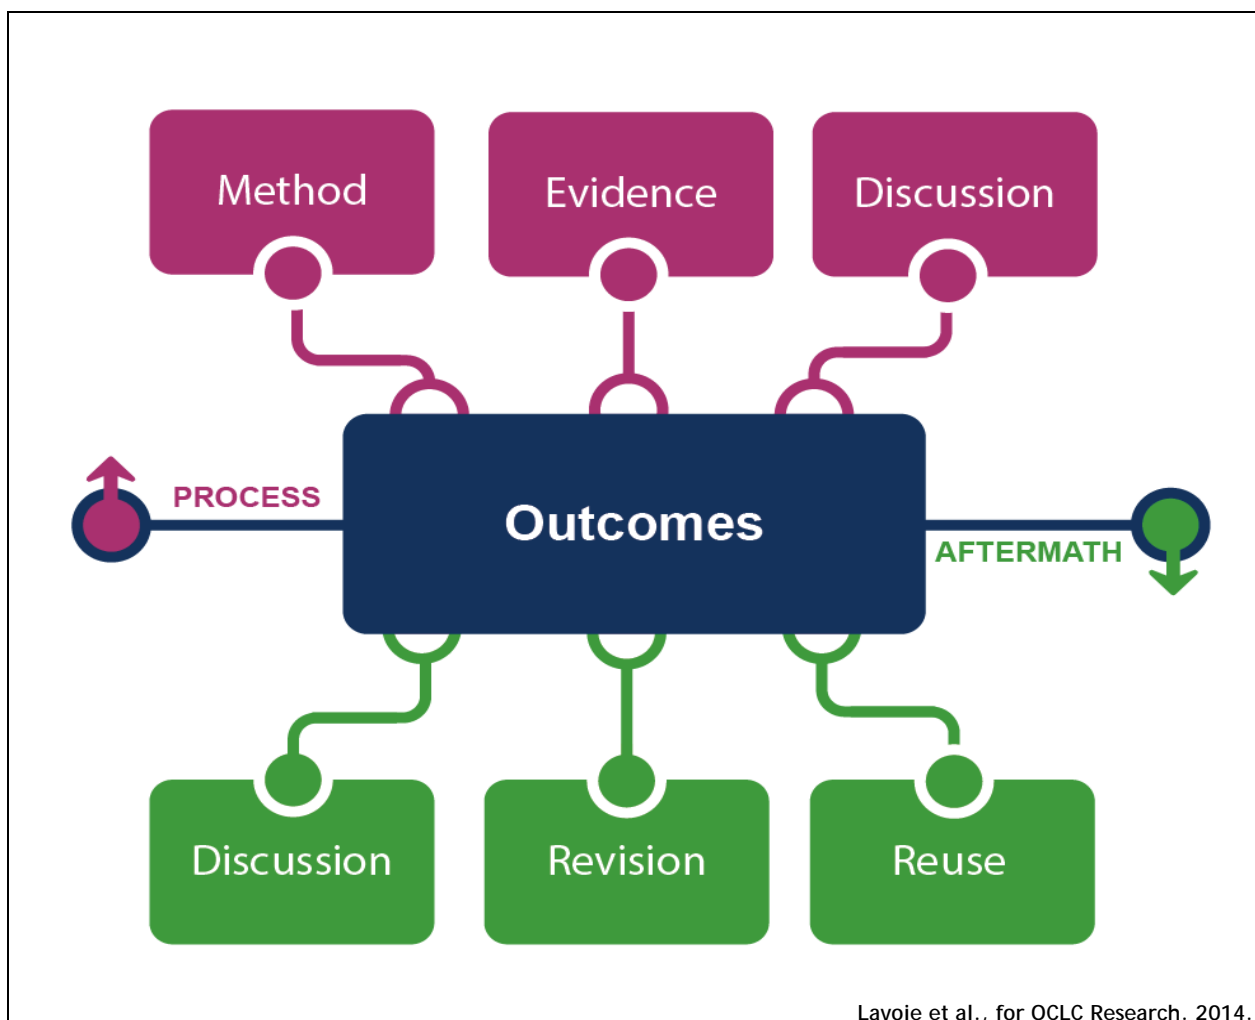 Method
Evidence
Discussion
PROCESS
Outcomes
AFTERMATH
Discussion
Revision
Reuse
Lavoie et al., for OCLC Research. 2014.